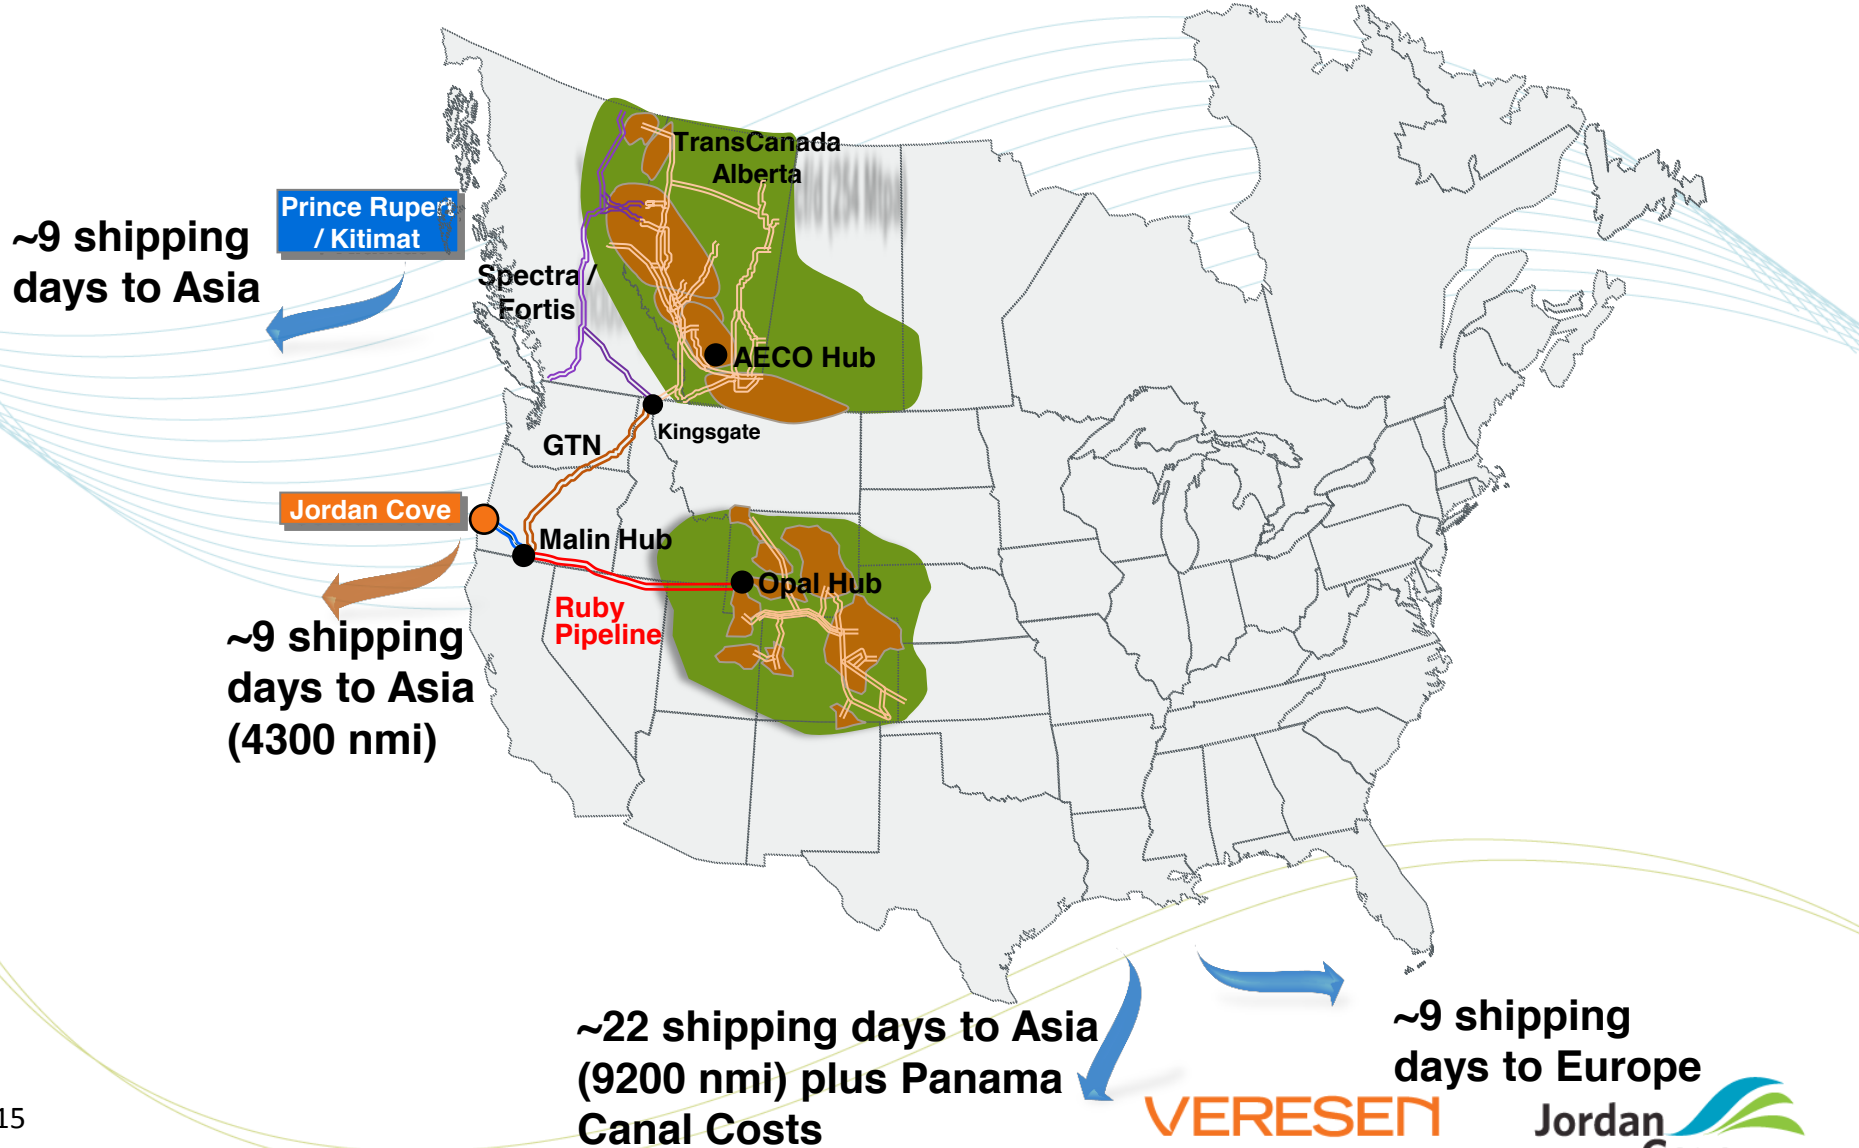 TransCanada
Alberta
Prince Rupert
/ Kitimat
~9 shipping
days to Asia
Spectra /
Fortis
AECO Hub
Kingsgate
GTN
Jordan Cove
Malin Hub
Opal Hub
Ruby
Pipeline
~9 shipping
days to Asia
(4300 nmi)
~22 shipping days to Asia
(9200 nmi) plus Panama
Canal Costs
~9 shipping
days to Europe
VERESEN
Jordan
15